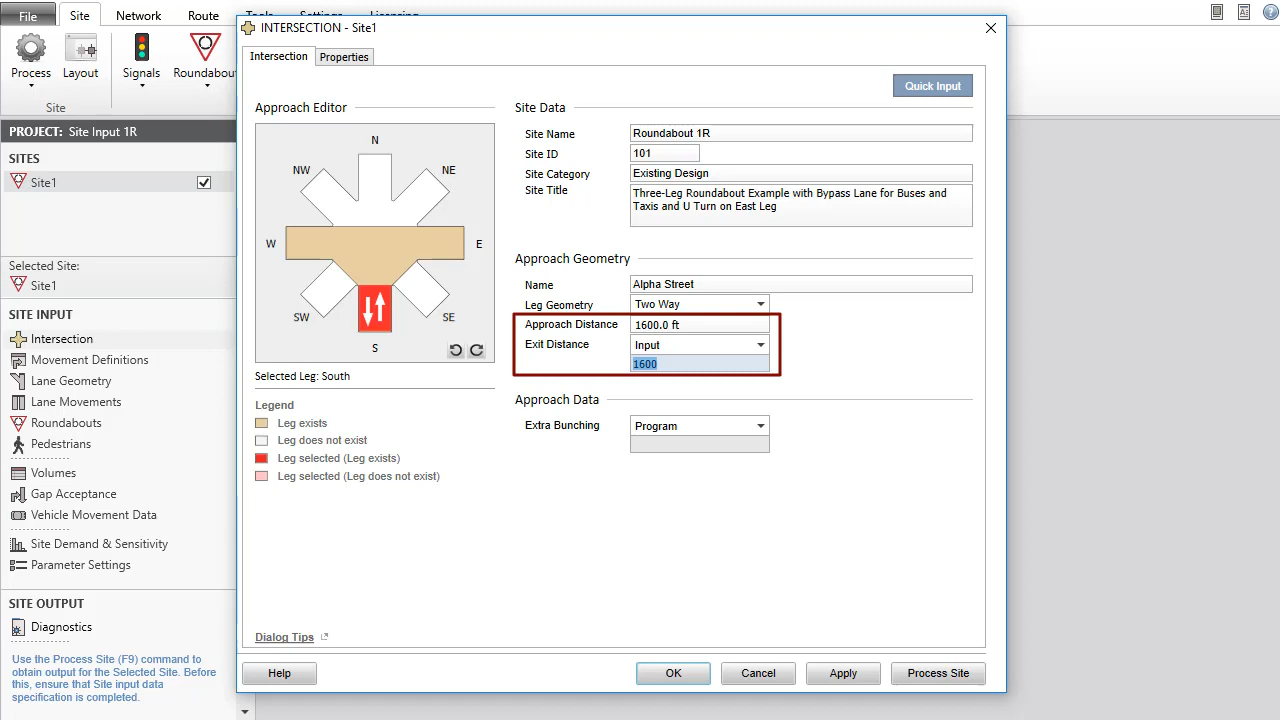 File
Site
Network
Route
INTERSECTION - Site1
Process
Layout
Signals
Site
PROJECT: Site Input 1R
SITES
Site1
Selected Site:
Site1
SITE INPUT
Intersection
Movement Definitions
Lane Geometry
Lane Movements
Roundabouts
Pedestrians
Volumes
Gap Acceptance
Vehicle Movement Data
Site Demand & Sensitivity
Parameter Settings
SITE OUTPUT
Diagnostics
Use the Process Site (F9) command to
obtain output for the Selected Site. Before
this, ensure that Site input data
specification is completed.
Intersection
Properties
Quick Input
Approach Editor
N
NW
NE
W
E
SW
SE
S
Selected Leg: South
Legend
Leg exists
Leg does not exist
Leg selected (Leg exists)
Leg selected (Leg does not exist)
Site Data
Site Name
Roundabout 1R
Site ID
101
Site Category
Existing Design
Site Title
Three-Leg Roundabout Example with Bypass Lane for Buses and
Taxis and U Turn on East Leg
Approach Geometry
Name
Alpha Street
Leg Geometry
Two Way
Approach Distance
1600.0 ft
Exit Distance
Input
1600
Approach Data
Extra Bunching
Program
Dialog Tips
Help
OK
Cancel
Apply
Process Site